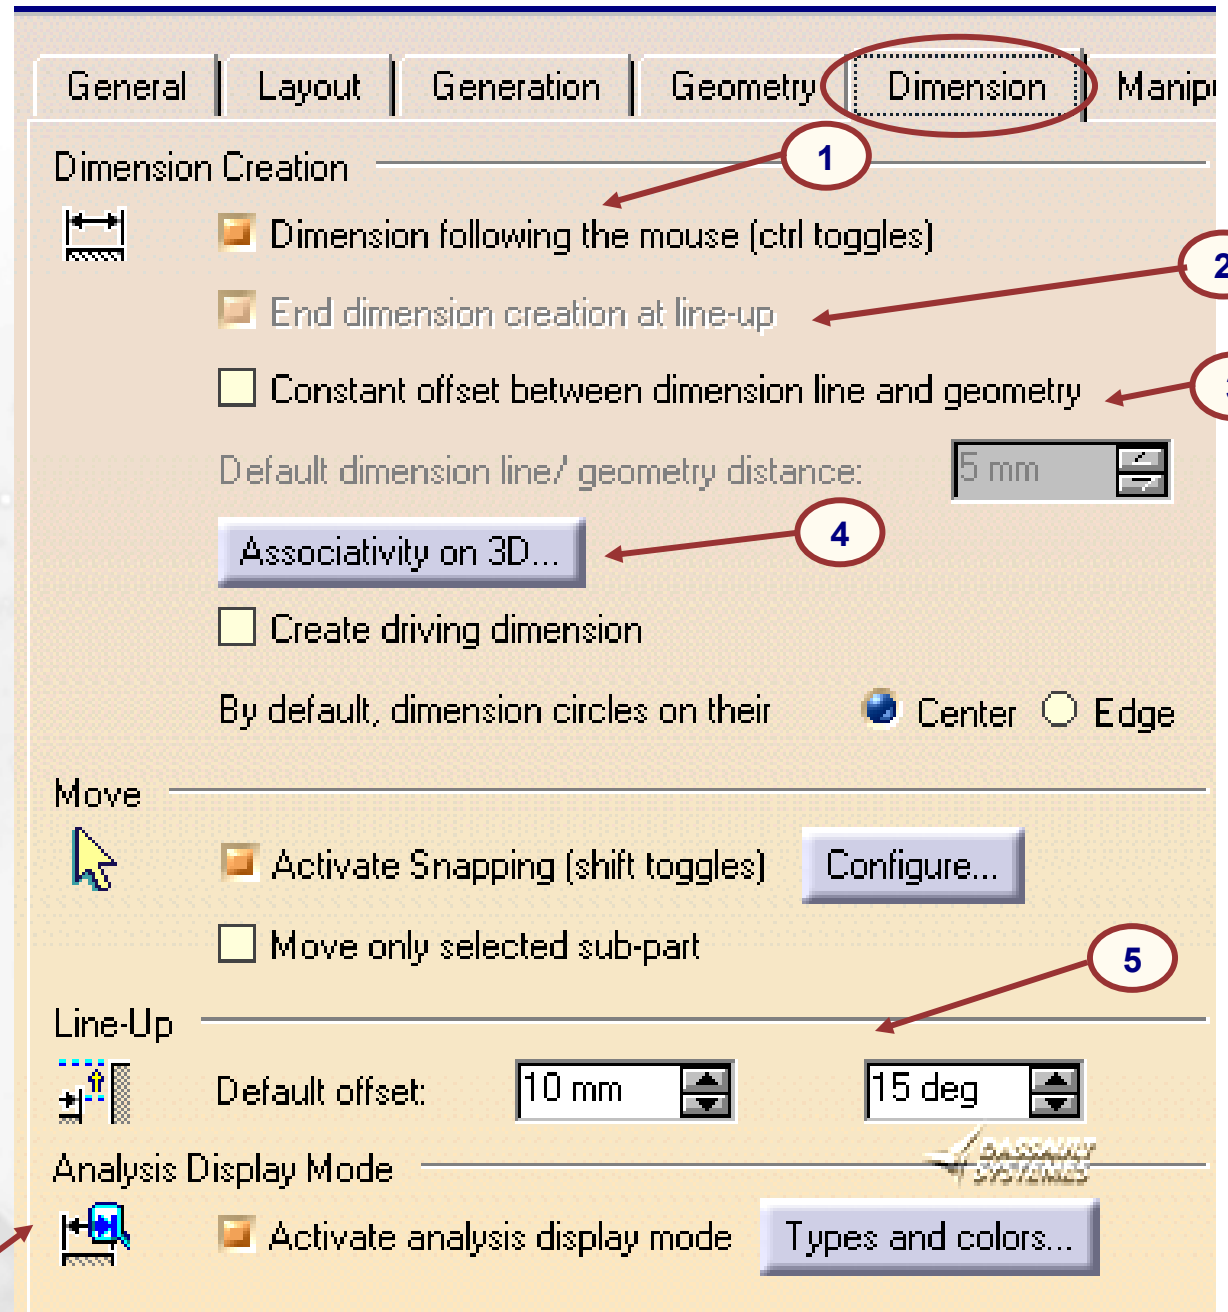 General Layout Generation Geometry Dimension Manip
Dimension Creation
1
Dimension following the mouse (ctrl toggles)
2
End dimension creation at line-up
Constant offset between dimension line and geometry
Default dimension line/ geometry distance: 5 mm
Associativity on 3D...
4
Create driving dimension
By default, dimension circles on their Center Edge
Move
Activate Snapping (shift toggles) Configure...
Move only selected sub-part
5
Line-Up
Default offset: 10 mm 15 deg
DASSAULT
SYSTEMES
Analysis Display Mode
Activate analysis display mode Types and colors...